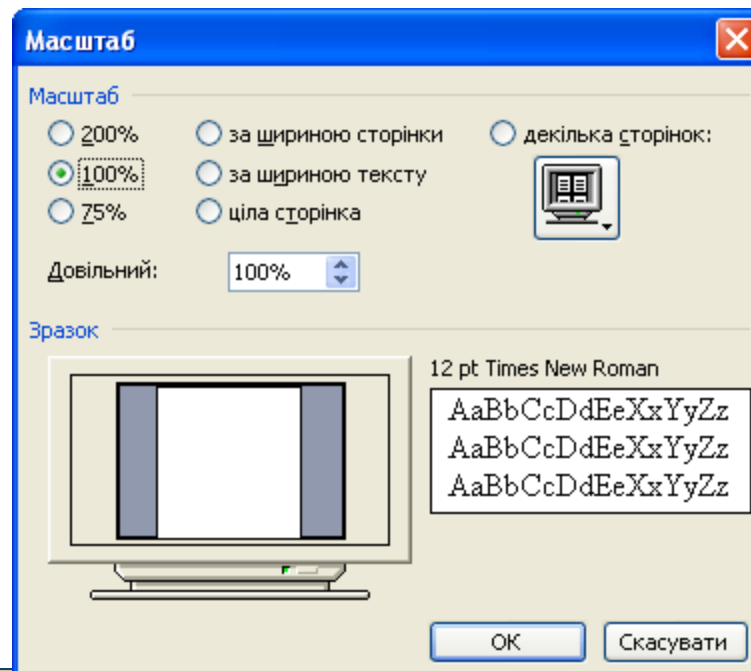 Масштаб
Масштаб
200% за шириною сторінки декілька сторінок:
100% за шириною тексту
75% ціла сторінка
Довільний: 100%
Зразок
12 pt Times New Roman
AaBbCcDdEeXxYyZz
AaBbCcDdEeXxYyZz
AaBbCcDdEeXxYyZz
ОК Скасувати